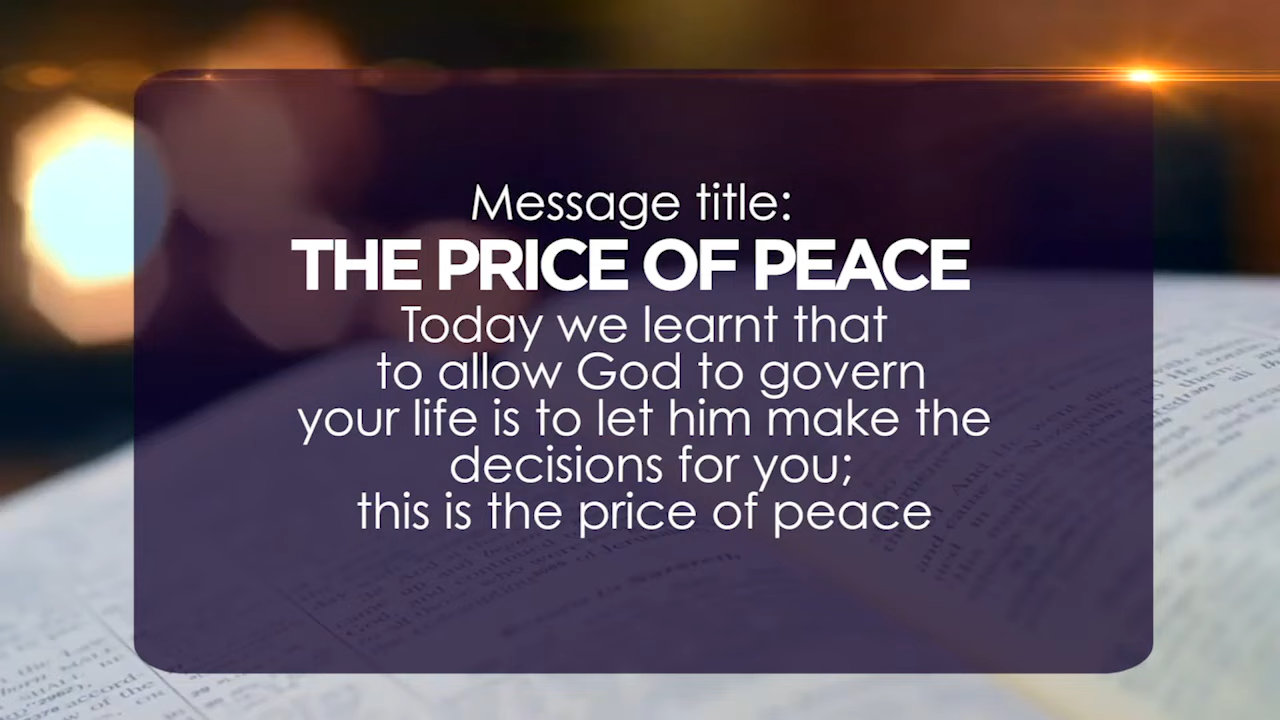 Message title:
THE PRICE OF PEACE
Today we learnt that
to allow God to govern
your life is to let him make the
decisions for you;
this is the price of peace